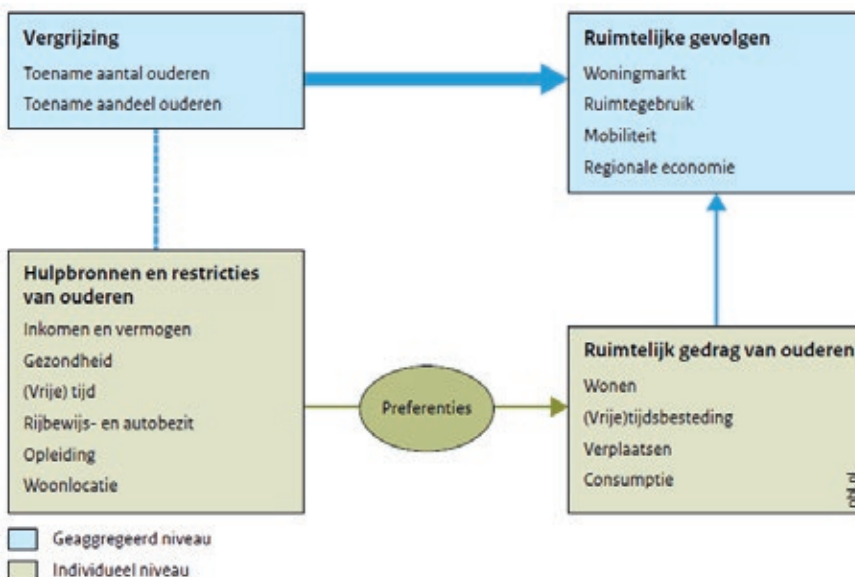 Vergrijzing
Toename aantal ouderen
Toename aandeel ouderen
Ruimtelijke gevolgen
Woningmarkt
Ruimtegebruik
Mobiliteit
Regionale economie
Hulpbronnen en restricties
van ouderen
Inkomen en vermogen
Gezondheid
(Vrije) tijd
Rijbewijs- en autobezit
Opleiding
Woonlocatie
Preferenties
Ruimtelijk gedrag van ouderen
Wonen
(Vrije)tijdsbesteding
Verplaatsen
Consumptie
Geaggregeerd niveau
Individueel niveau